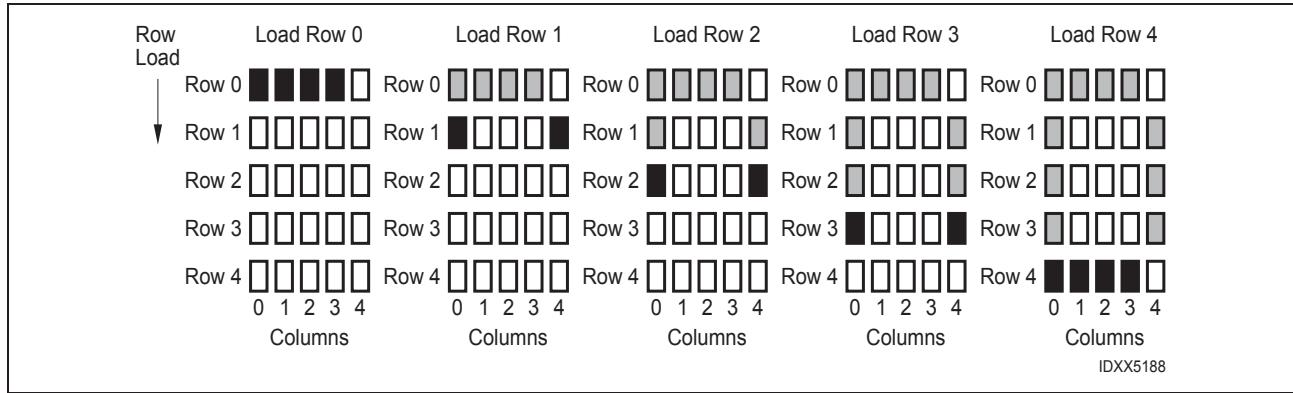 Row Load
Load Row 0
Load Row 1
Load Row 2
Load Row 3
Load Row 4
Row 0 Row 0 Row 0 Row 0 Row 0
Row 1 Row 1 Row 1 Row 1 Row 1
Row 2 Row 2 Row 2 Row 2 Row 2
Row 3 Row 3 Row 3 Row 3 Row 3
Row 4 Row 4 Row 4 Row 4 Row 4
0 1 2 3 4 0 1 2 3 4 0 1 2 3 4 0 1 2 3 4 0 1 2 3 4
Columns Columns Columns Columns Columns
IDXX5188